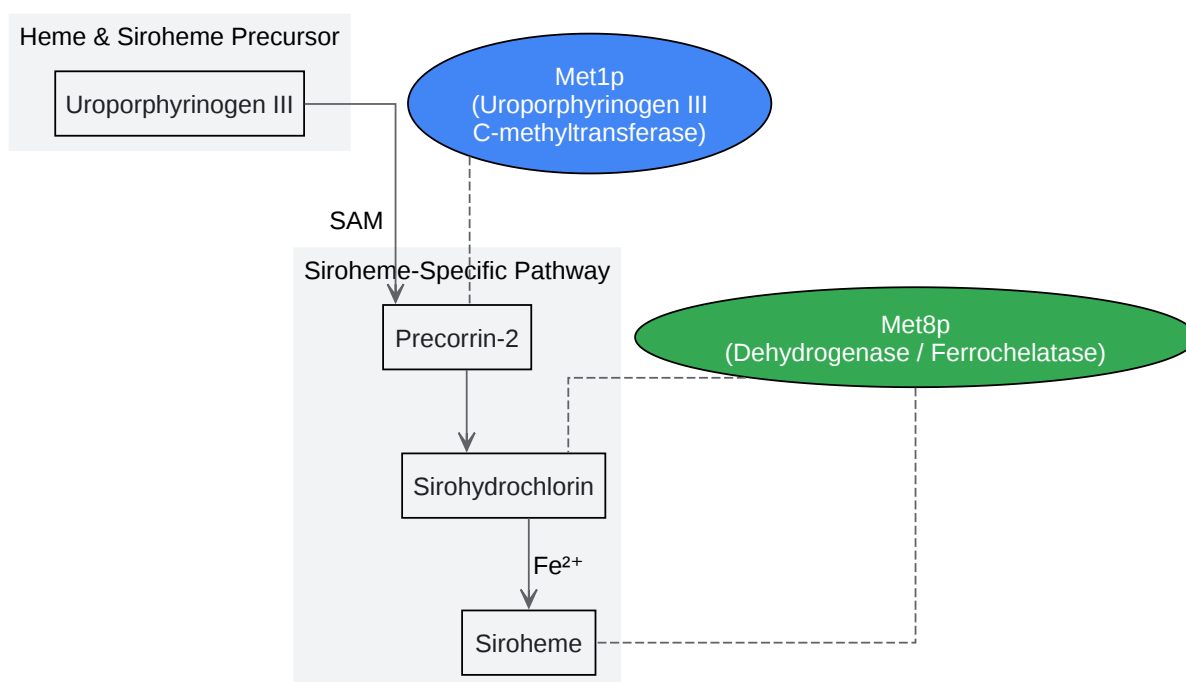 Heme & Siroheme Precursor
Uroporphyrinogen III
Met1p
(Uroporphyrinogen III
C-methyltransferase)
SAM
Siroheme-Specific Pathway
Precorrin-2
Met8p
(Dehydrogenase / Ferrochelatase)
Sirohydrochlorin
Fe²⁺
Siroheme